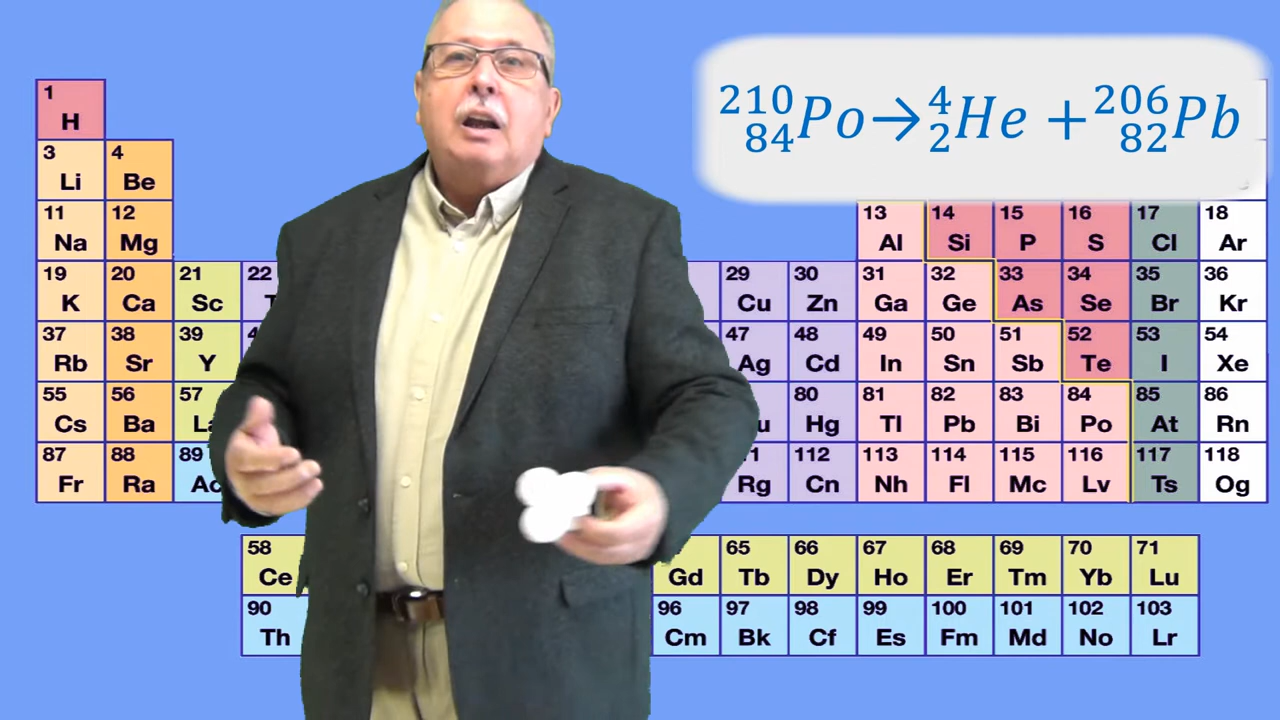 ²¹⁰₈₄Po→⁴₂He +²⁰⁶₈₂Pb
1
H
3 4
Li Be
11 12 13 14 15 16 17 18
Na Mg Al Si P S Cl Ar
19 20 21 22 29 30 31 32 33 34 35 36
K Ca Sc Cu Zn Ga Ge As Se Br Kr
37 38 39 47 48 49 50 51 52 53 54
Rb Sr Y Ag Cd In Sn Sb Te I Xe
55 56 57 80 81 82 83 84 85 86
Cs Ba La Hg Tl Pb Bi Po At Rn
87 88 89 112 113 114 115 116 117 118
Fr Ra Ac Rg Cn Nh Fl Mc Lv Ts Og
58 65 66 67 68 69 70 71
Ce Gd Tb Dy Ho Er Tm Yb Lu
90 96 97 98 99 100 101 102 103
Th Cm Bk Cf Es Fm Md No Lr